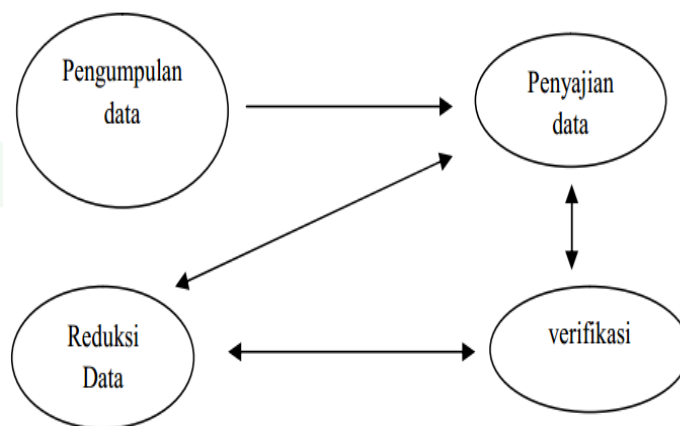 Pengumpulan
data
Penyajian
data
Reduksi
Data
verifikasi